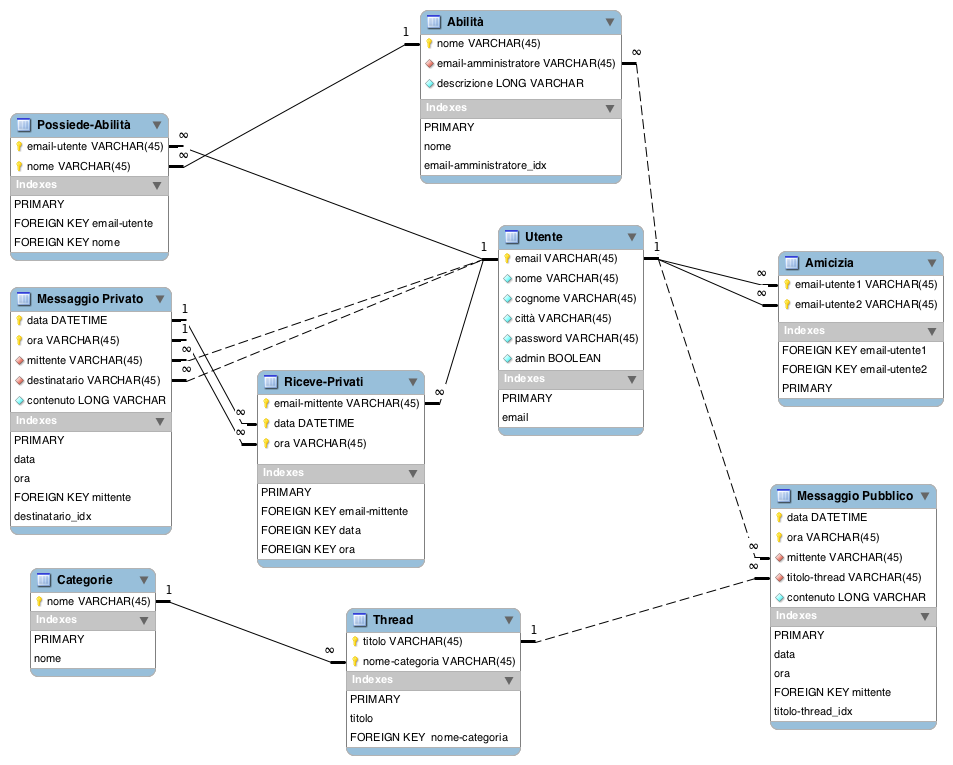 Abilità
nome VARCHAR(45)
email-amministratore VARCHAR(45)
descrizione LONG VARCHAR
Indexes
PRIMARY
nome
email-amministratore_idx
1
∞
Possiede-Abilità
email-utente VARCHAR(45)
nome VARCHAR(45)
Indexes
PRIMARY
FOREIGN KEY email-utente
FOREIGN KEY nome
∞
∞
Utente
email VARCHAR(45)
nome VARCHAR(45)
cognome VARCHAR(45)
città VARCHAR(45)
password VARCHAR(45)
admin BOOLEAN
Indexes
PRIMARY
email
1
1
Amicizia
email-utente1 VARCHAR(45)
email-utente2 VARCHAR(45)
Indexes
FOREIGN KEY email-utente1
FOREIGN KEY email-utente2
PRIMARY
∞
∞
Messaggio Privato
data DATETIME
ora VARCHAR(45)
mittente VARCHAR(45)
destinatario VARCHAR(45)
contenuto LONG VARCHAR
Indexes
PRIMARY
data
ora
FOREIGN KEY mittente
destinatario_idx
1
1
∞
∞
Riceve-Privati
email-mittente VARCHAR(45)
data DATETIME
ora VARCHAR(45)
Indexes
PRIMARY
FOREIGN KEY email-mittente
FOREIGN KEY data
FOREIGN KEY ora
∞
∞
∞
Messaggio Pubblico
data DATETIME
ora VARCHAR(45)
mittente VARCHAR(45)
titolo-thread VARCHAR(45)
contenuto LONG VARCHAR
Indexes
PRIMARY
data
ora
FOREIGN KEY mittente
titolo-thread_idx
∞
∞
Categorie
nome VARCHAR(45)
Indexes
PRIMARY
nome
1
Thread
titolo VARCHAR(45)
nome-categoria VARCHAR(45)
Indexes
PRIMARY
titolo
FOREIGN KEY nome-categoria
∞
1